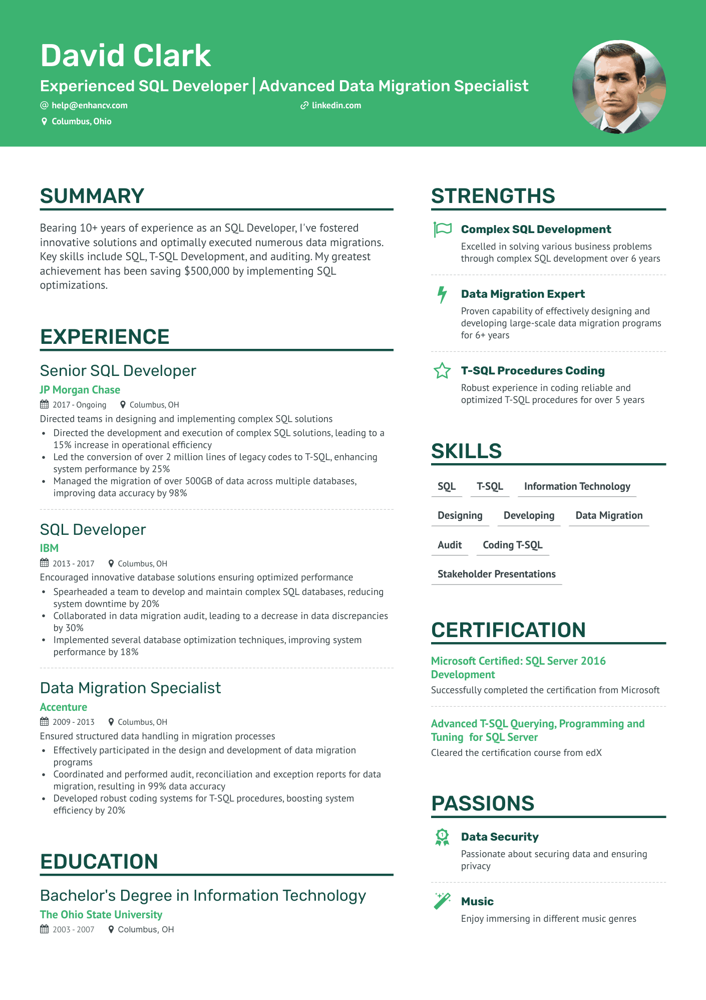 David Clark
Experienced SQL Developer | Advanced Data Migration Specialist
@ help@enhancv.com
linkedin.com
Columbus, Ohio
SUMMARY
Bearing 10+ years of experience as an SQL Developer, I've fostered
innovative solutions and optimally executed numerous data migrations.
Key skills include SQL, T-SQL Development, and auditing. My greatest
achievement has been saving $500,000 by implementing SQL
optimizations.
EXPERIENCE
Senior SQL Developer
JP Morgan Chase
2017 - Ongoing Columbus, OH
Directed teams in designing and implementing complex SQL solutions
• Directed the development and execution of complex SQL solutions, leading to a
15% increase in operational efficiency
• Led the conversion of over 2 million lines of legacy codes to T-SQL, enhancing
system performance by 25%
• Managed the migration of over 500GB of data across multiple databases,
improving data accuracy by 98%
SQL Developer
IBM
2013 - 2017 Columbus, OH
Encouraged innovative database solutions ensuring optimized performance
• Spearheaded a team to develop and maintain complex SQL databases, reducing
system downtime by 20%
• Collaborated in data migration audit, leading to a decrease in data discrepancies
by 30%
• Implemented several database optimization techniques, improving system
performance by 18%
Data Migration Specialist
Accenture
2009 - 2013 Columbus, OH
Ensured structured data handling in migration processes
• Effectively participated in the design and development of data migration
programs
• Coordinated and performed audit, reconciliation and exception reports for data
migration, resulting in 99% data accuracy
• Developed robust coding systems for T-SQL procedures, boosting system
efficiency by 20%
EDUCATION
Bachelor's Degree in Information Technology
The Ohio State University
2003 - 2007 Columbus, OH
STRENGTHS
Complex SQL Development
Excelled in solving various business problems
through complex SQL development over 6 years
Data Migration Expert
Proven capability of effectively designing and
developing large-scale data migration programs
for 6+ years
T-SQL Procedures Coding
Robust experience in coding reliable and
optimized T-SQL procedures for over 5 years
SKILLS
SQL T-SQL Information Technology
Designing Developing Data Migration
Audit Coding T-SQL
Stakeholder Presentations
CERTIFICATION
Microsoft Certified: SQL Server 2016
Development
Successfully completed the certification from Microsoft
Advanced T-SQL Querying, Programming and
Tuning for SQL Server
Cleared the certification course from edX
PASSIONS
1
Data Security
Passionate about securing data and ensuring
privacy
Music
Enjoy immersing in different music genres